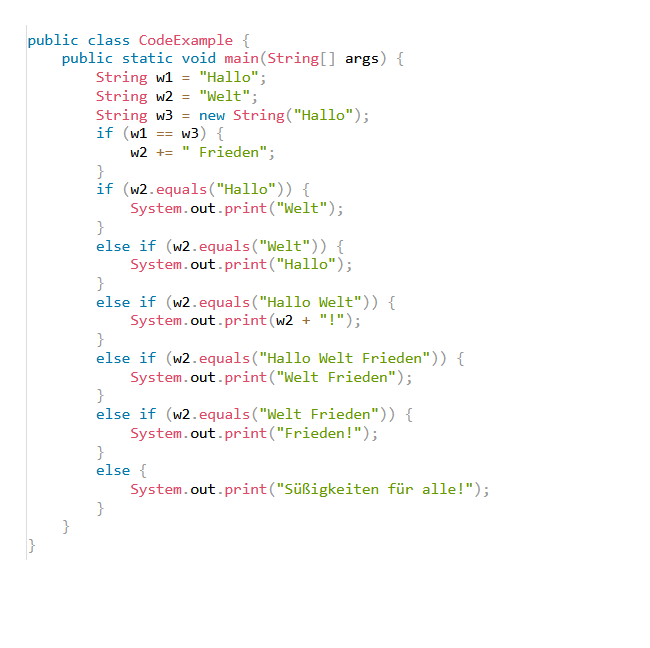 public class CodeExample {
    public static void main(String[] args) {
        String w1 = "Hallo";
        String w2 = "Welt";
        String w3 = new String("Hallo");
        if (w1 == w3) {
            w2 += " Frieden";
        }
        if (w2.equals("Hallo")) {
            System.out.print("Welt");
        }
        else if (w2.equals("Welt")) {
            System.out.print("Hallo");
        }
        else if (w2.equals("Hallo Welt")) {
            System.out.print(w2 + "!");
        }
        else if (w2.equals("Hallo Welt Frieden")) {
            System.out.print("Welt Frieden");
        }
        else if (w2.equals("Welt Frieden")) {
            System.out.print("Frieden!");
        }
        else {
            System.out.print("Süßigkeiten für alle!");
        }
    }
}